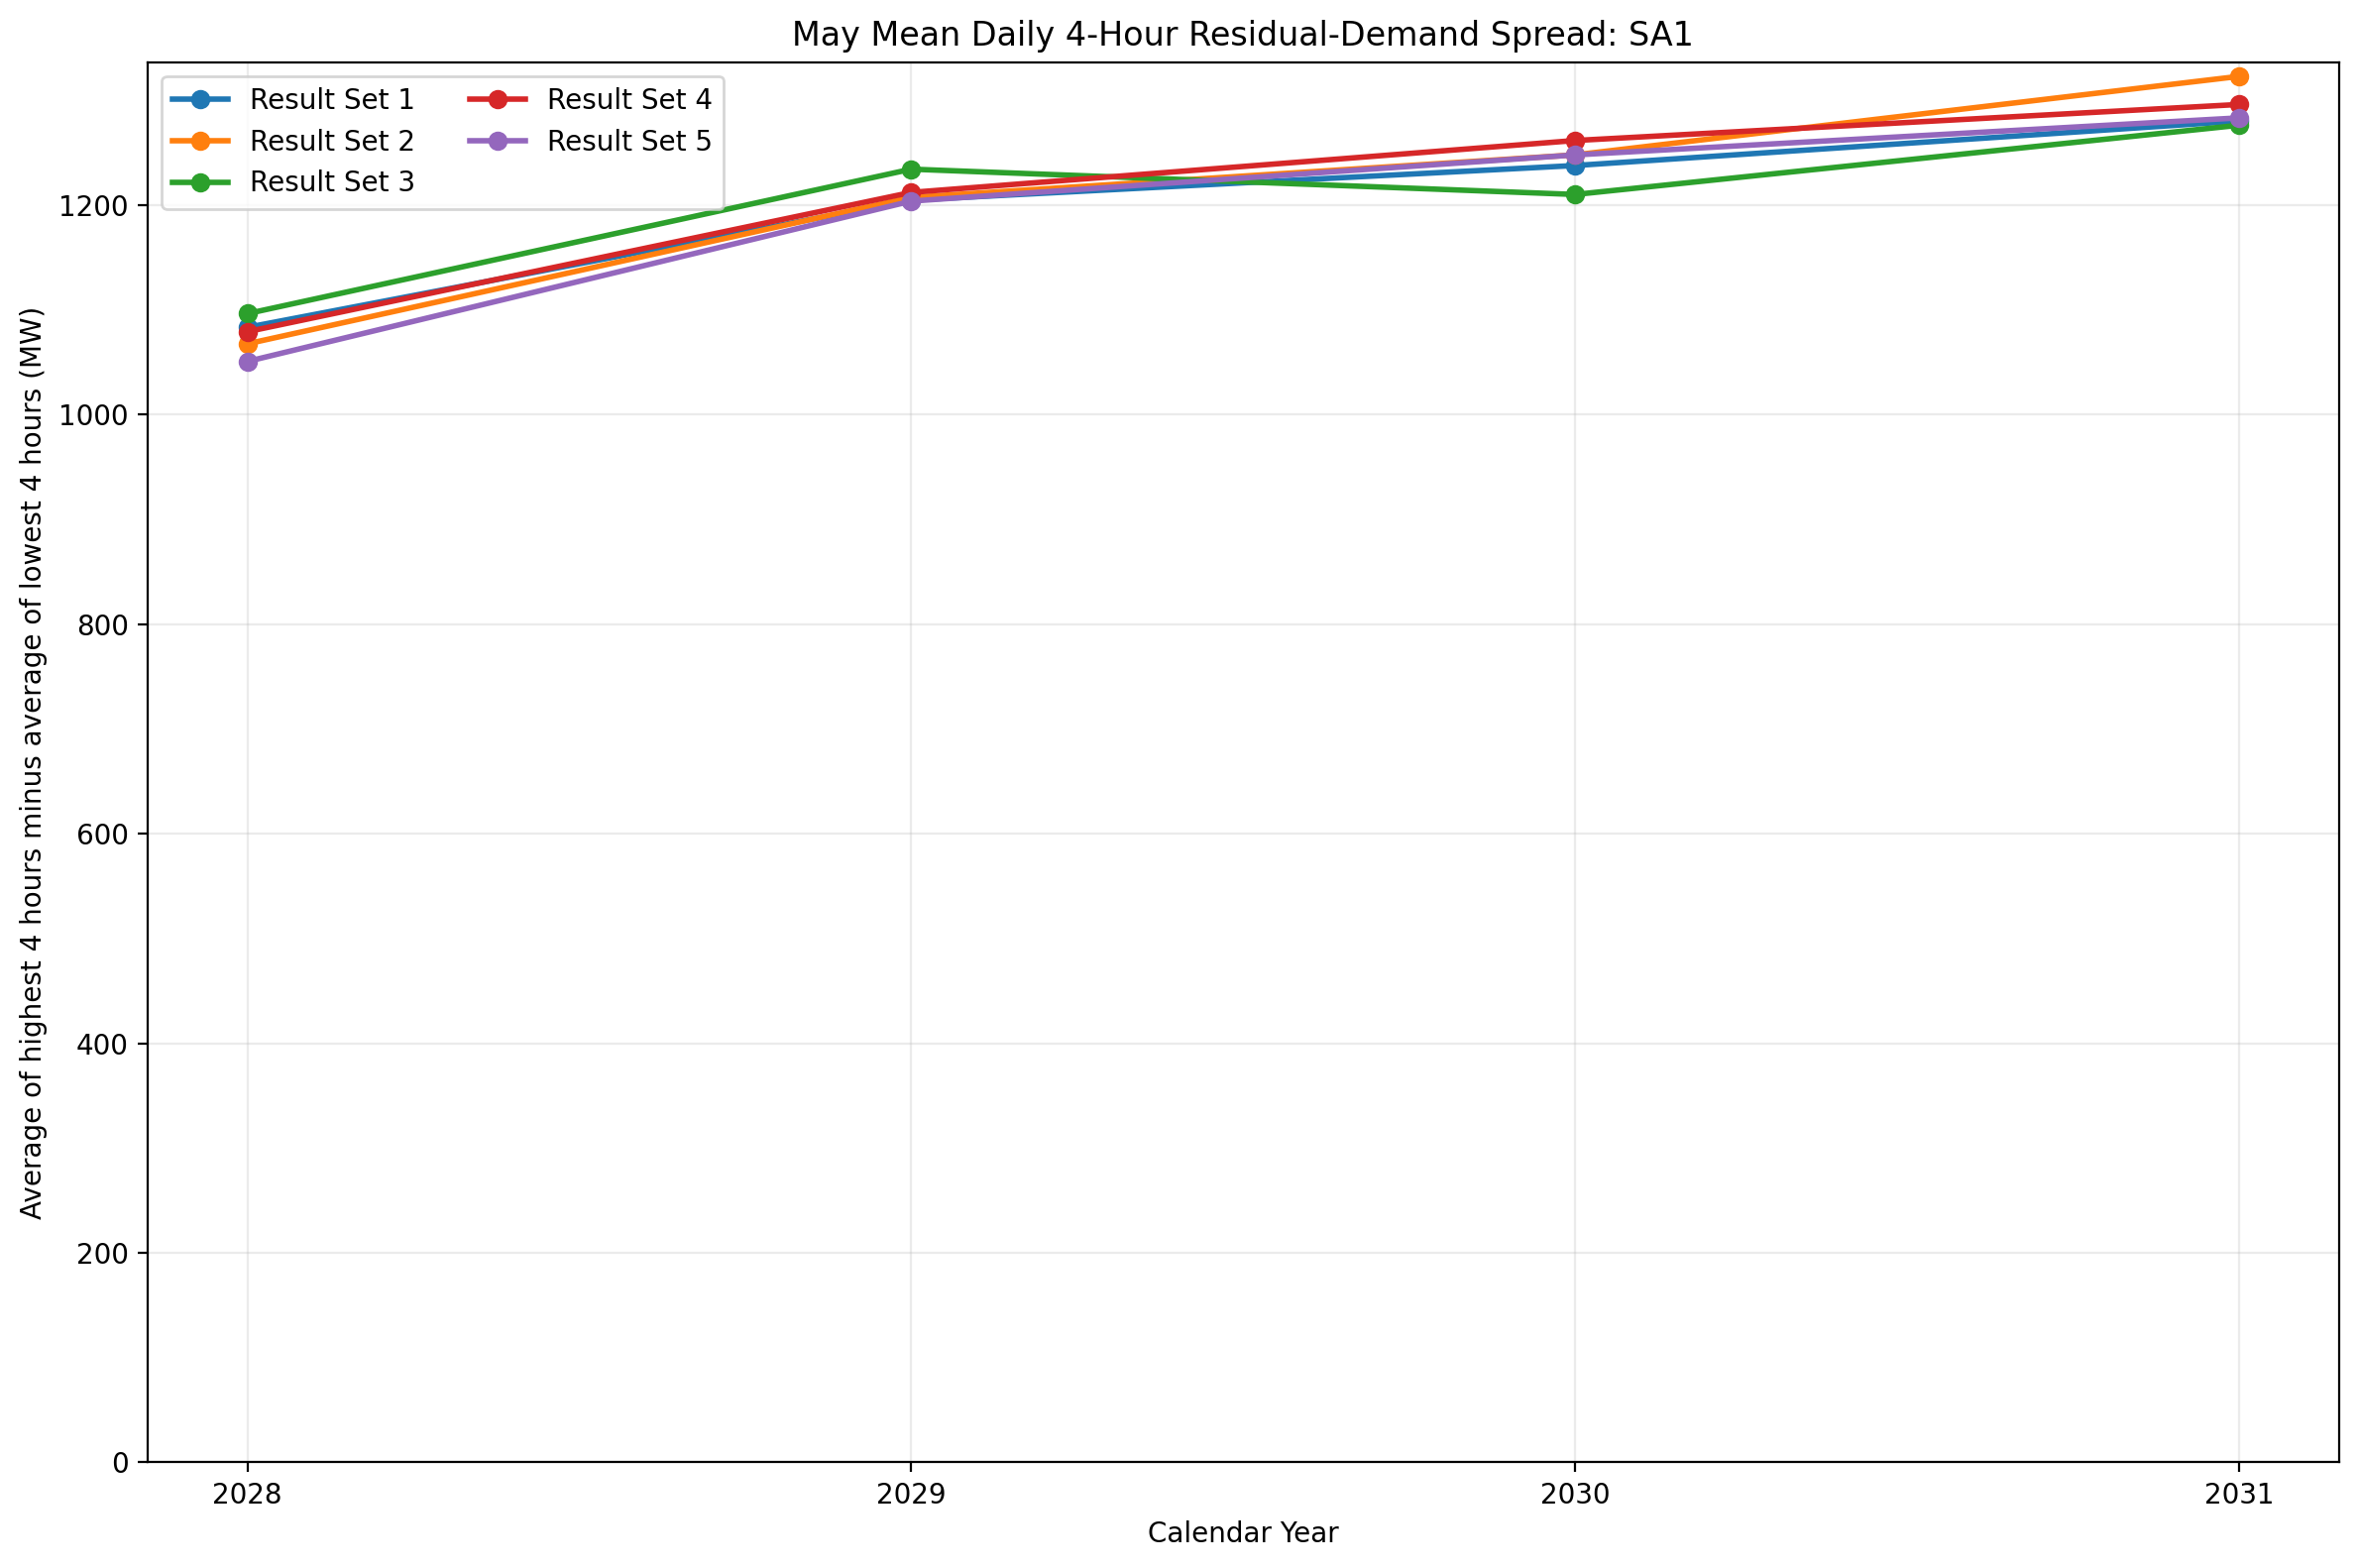 May Mean Daily 4-Hour Residual-Demand Spread: SA1
Result Set 1
Result Set 2
Result Set 3
Result Set 4
Result Set 5
Average of highest 4 hours minus average of lowest 4 hours (MW)
1200
1000
800
600
400
200
0
2028
2029
2030
2031
Calendar Year